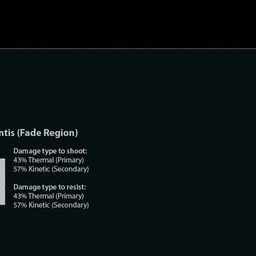 (Fade Region)
Damage type to shoot:
43% Thermal (Primary)
57% Kinetic (Secondary)
Damage type to resist:
43% Thermal (Primary)
57% Kinetic (Secondary)